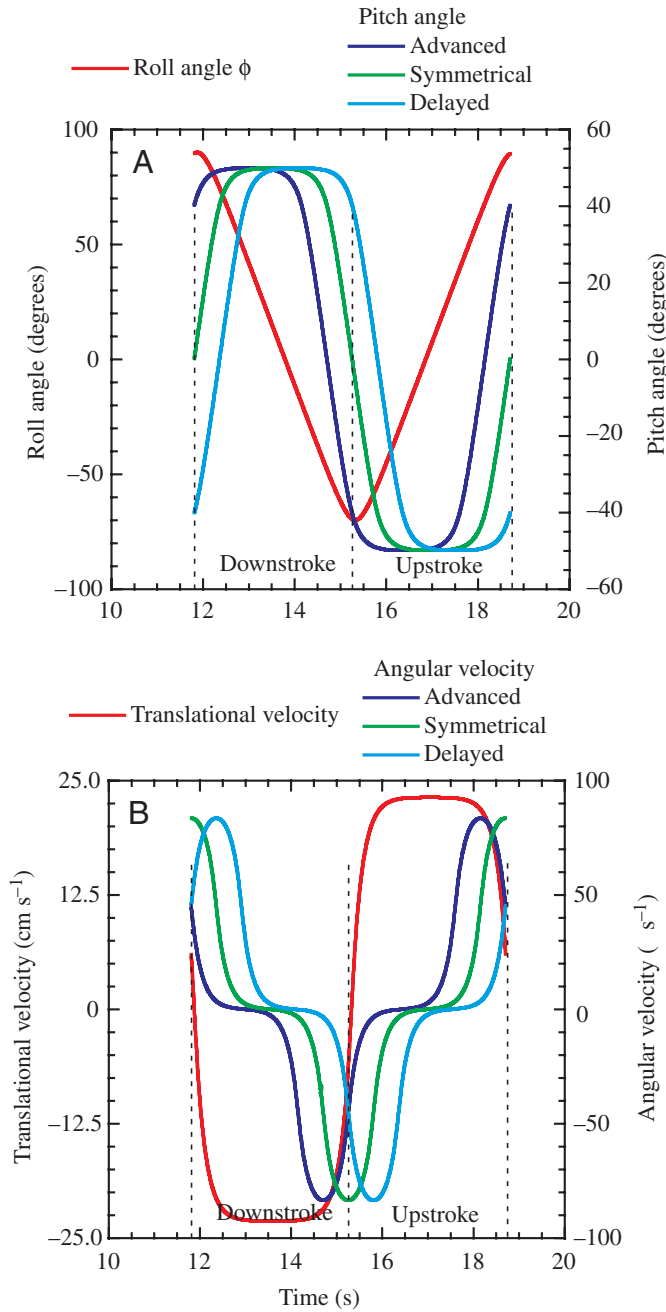 Pitch angle
Roll angle ϕ
Advanced
Symmetrical
Delayed
A
100
50
0
–50
–100
Roll angle (degrees)
60
40
20
0
–20
–40
–60
Pitch angle (degrees)
Downstroke
Upstroke
10
12
14
16
18
20
Angular velocity
Translational velocity
Advanced
Symmetrical
Delayed
B
25.0
12.5
0
–12.5
–25.0
Translational velocity (cm s⁻¹)
100
50
0
–50
–100
Angular velocity ( s⁻¹)
Downstroke
Upstroke
10
12
14
16
18
20
Time (s)